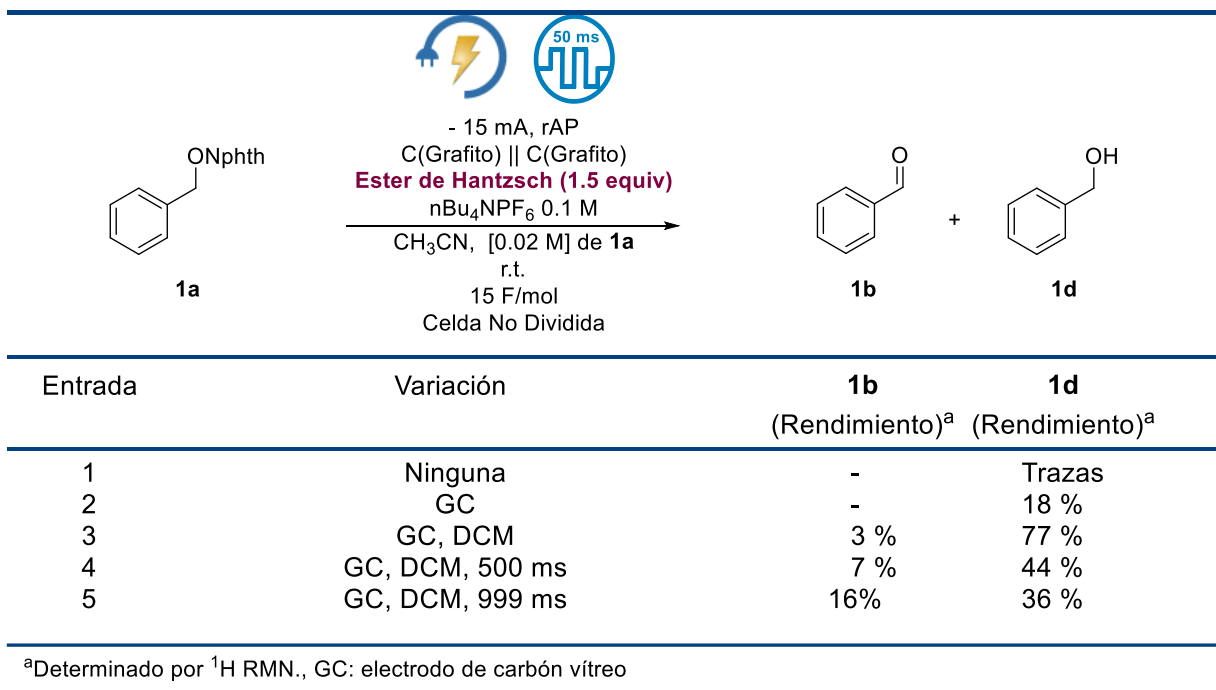 50 ms
- 15 mA, rAP
C(Grafito) || C(Grafito)
Ester de Hantzsch (1.5 equiv)
nBu₄NPF₆ 0.1 M
CH₃CN, [0.02 M] de 1a
r.t.
15 F/mol
Celda No Dividida
ONphth
1a
O
1b
+
OH
1d
Entrada Variación 1b 1d
(Rendimiento)ᵃ (Rendimiento)ᵃ
1 Ninguna - Trazas
2 GC - 18 %
3 GC, DCM 3 % 77 %
4 GC, DCM, 500 ms 7 % 44 %
5 GC, DCM, 999 ms 16% 36 %
ᵃDeterminado por ¹H RMN., GC: electrodo de carbón vítreo